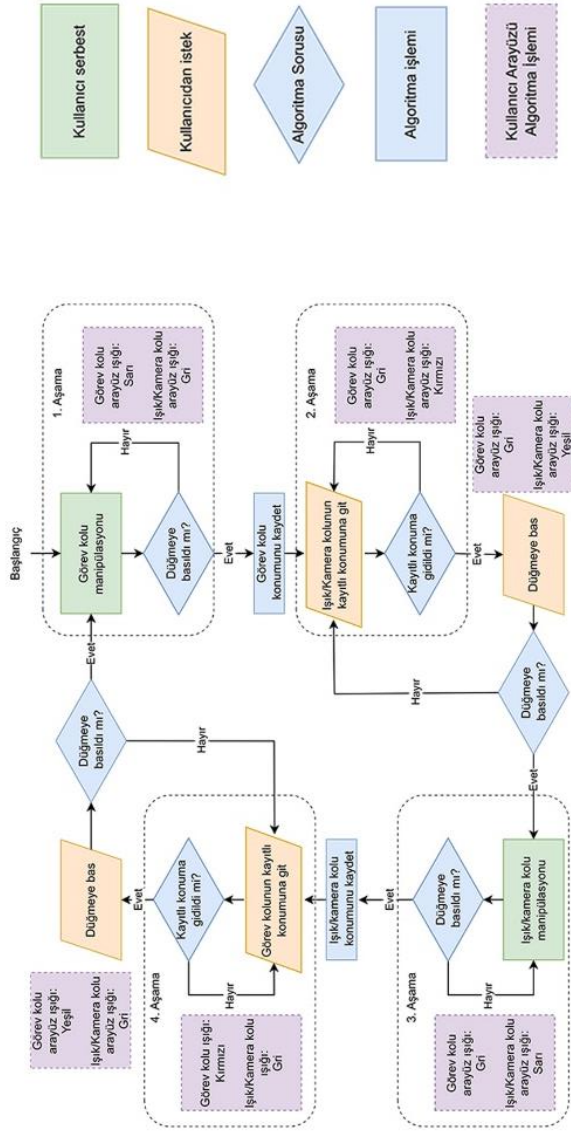 Başlangıç
1. Aşama
Görev kolu
manipülasyonu
Görev kolu
arayüz ışığı:
Sarı
Işık/Kamera kolu
arayüz ışığı:
Gri
Hayır
Düğmeye
basıldı mı?
Evet
Görev kolu
konumunu kaydet
2. Aşama
Işık/Kamera kolunun
kayıtlı konumuna git
Görev kolu
arayüz ışığı:
Gri
Işık/Kamera kolu
arayüz ışığı:
Kırmızı
Hayır
Kayıtlı konuma
gidildi mi?
Evet
Görev kolu
arayüz ışığı:
Gri
Işık/Kamera kolu
arayüz ışığı:
Yeşil
Düğmeye bas
Düğmeye
basıldı mı?
Hayır
Evet
3. Aşama
Işık/kamera kolu
manipülasyonu
Görev kolu
arayüz ışığı:
Gri
Işık/Kamera kolu
arayüz ışığı:
Sarı
Hayır
Düğmeye
basıldı mı?
Evet
Işık/kamera kolu
konumunu kaydet
4. Aşama
Görev kolunun kayıtlı
konumuna git
Görev kolu ışığı:
Kırmızı
Işık/Kamera kolu
ışığı:
Gri
Hayır
Kayıtlı konuma
gidildi mi?
Evet
Görev kolu
arayüz ışığı:
Yeşil
Işık/Kamera kolu
arayüz ışığı:
Gri
Düğmeye bas
Düğmeye
basıldı mı?
Hayır
Evet
Kullanıcı serbest
Kullanıcıdan istek
Algoritma Sorusu
Algoritma işlemi
Kullanıcı Arayüzü
Algoritma İşlemi